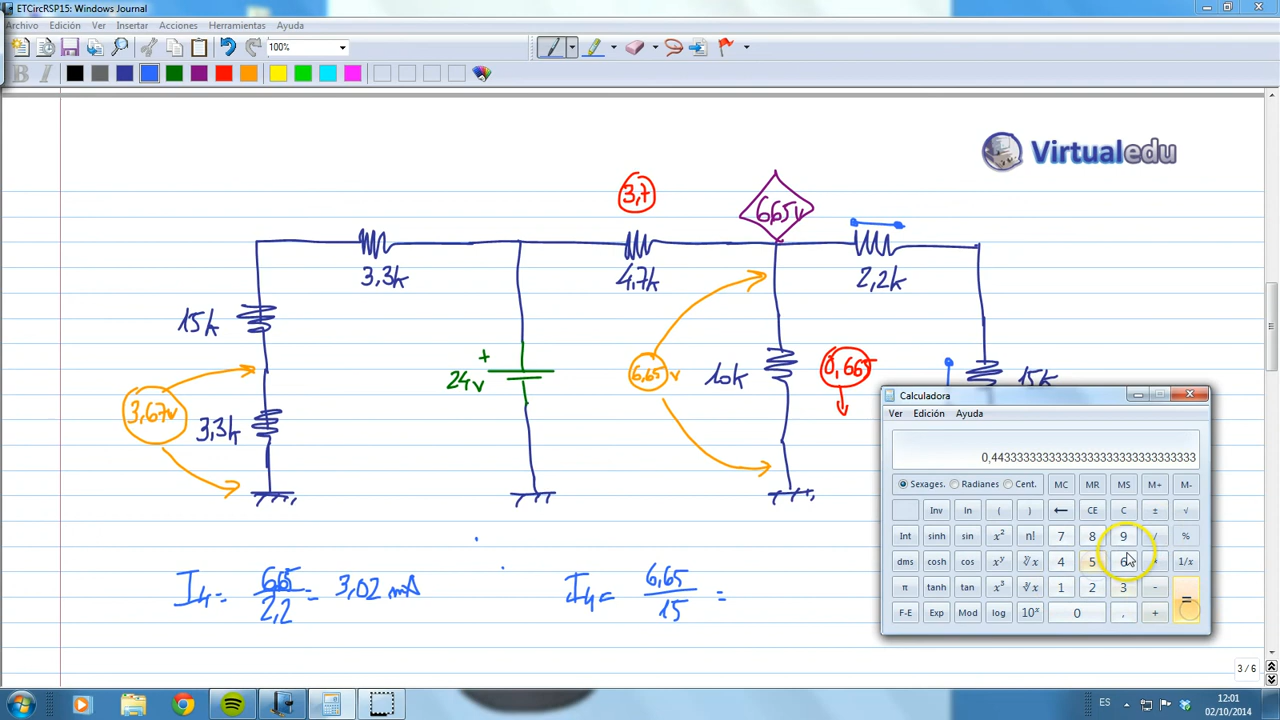 ETCircRSP15: Windows Journal
Archivo Edición Ver Insertar Acciones Herramientas Ayuda
100%
B I
Virtualedu
3,7
6,65v
3,3k
4,7k
2,2k
15k
24v
+
6,65 v
10k
0,665
15k
3,67v
3,3k
I4 = 6,65 / 2,2 = 3,02 mA
I4 = 6,65 / 15 =
Calculadora
Ver Edición Ayuda
0,44333333333333333333333333333333
Sexages. Radianes Cent. MC MR MS M+ M-
Inv ln ( ) ← CE C ± √
Int sinh sin x² n! 7 8 9 / %
dms cosh cos xʸ ʸ√x 4 5 6 * 1/x
π tanh tan x³ ³√x 1 2 3 - =
F-E Exp Mod log 10ˣ 0 , +
3 / 6
ES
12:01
02/10/2014